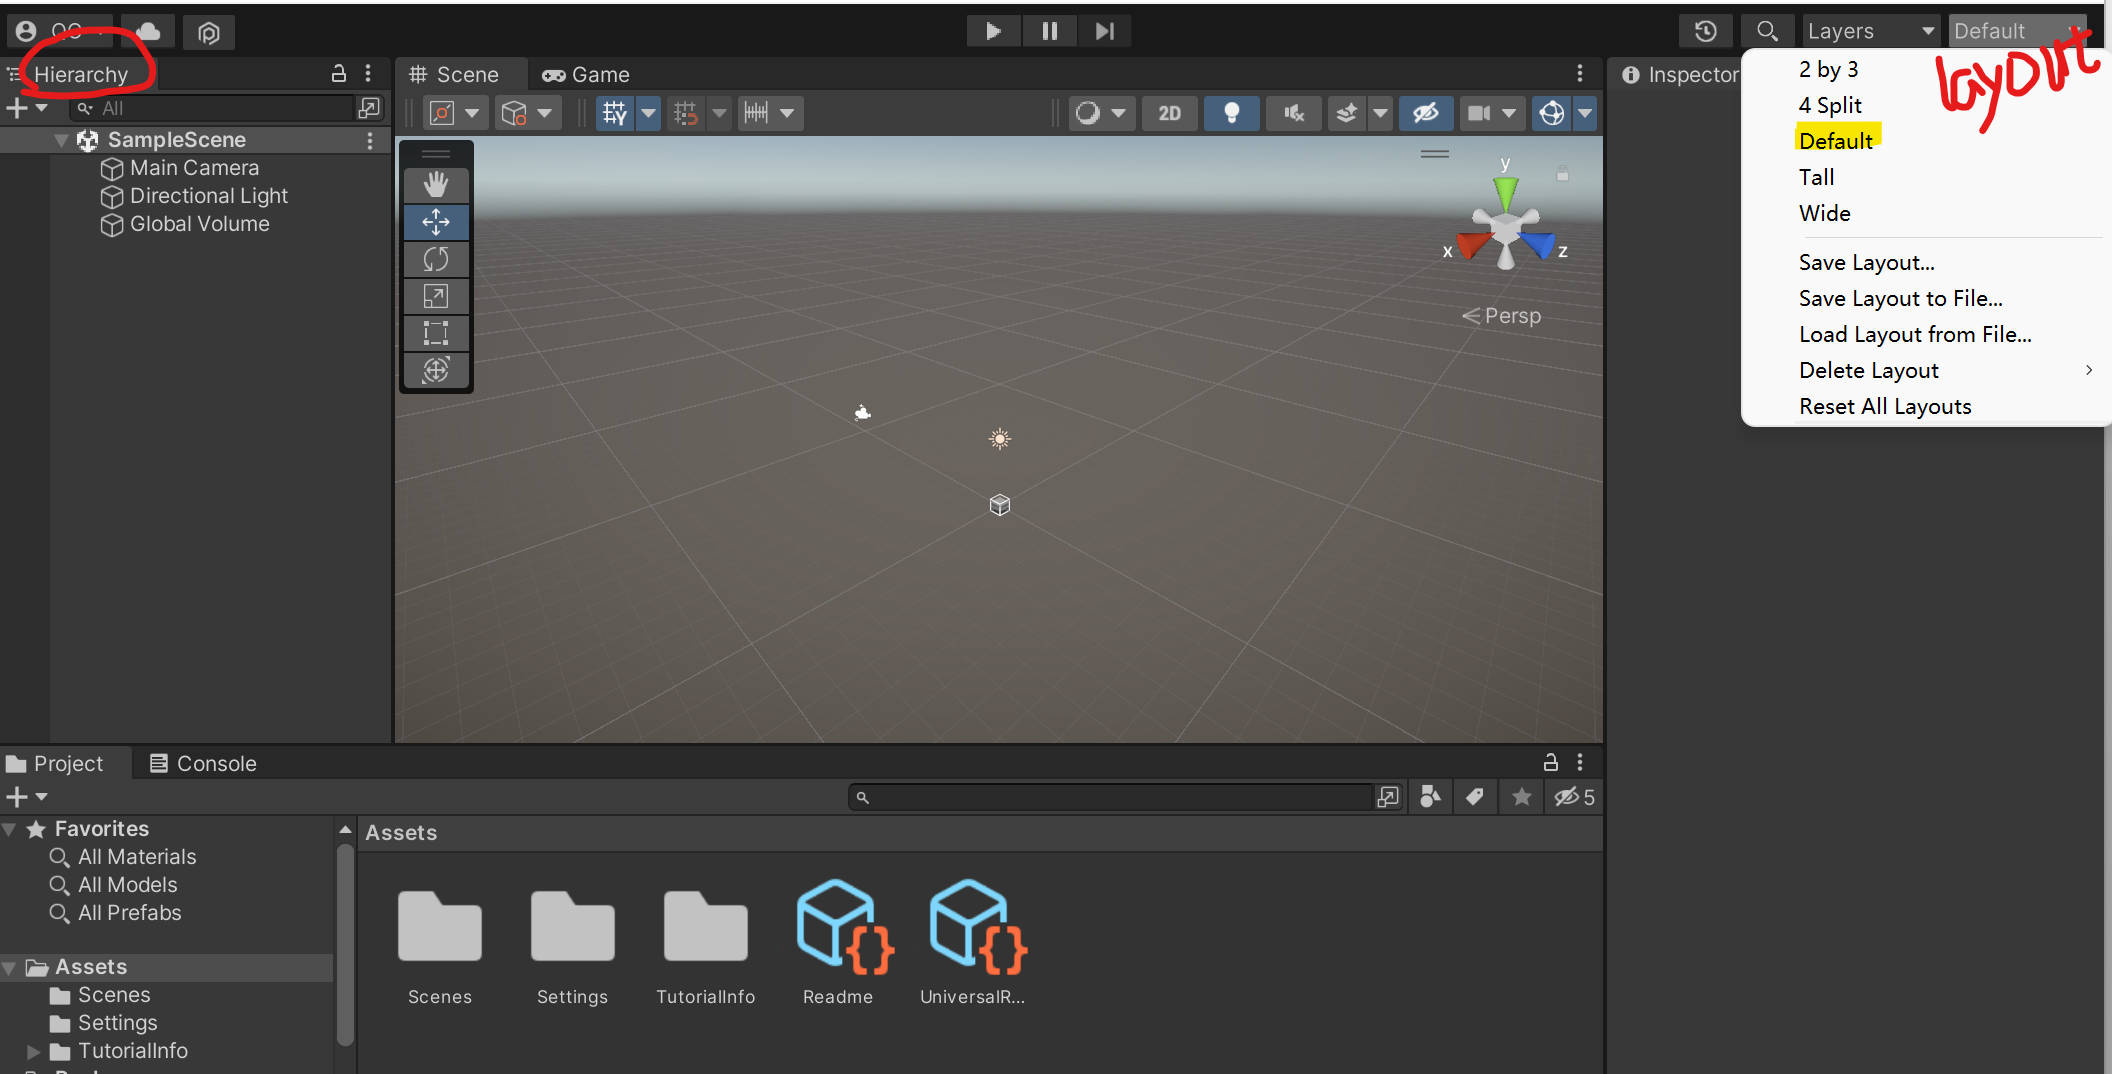 QC
Layers
Default
layout
Hierarchy
Scene
Game
Inspector
All
2D
SampleScene
Main Camera
Directional Light
Global Volume
y
x
z
Persp
2 by 3
4 Split
Default
Tall
Wide
Save Layout...
Save Layout to File...
Load Layout from File...
Delete Layout
Reset All Layouts
Project
Console
5
Favorites
All Materials
All Models
All Prefabs
Assets
Scenes
Settings
TutorialInfo
Assets
Scenes
Settings
TutorialInfo
Readme
UniversalR...